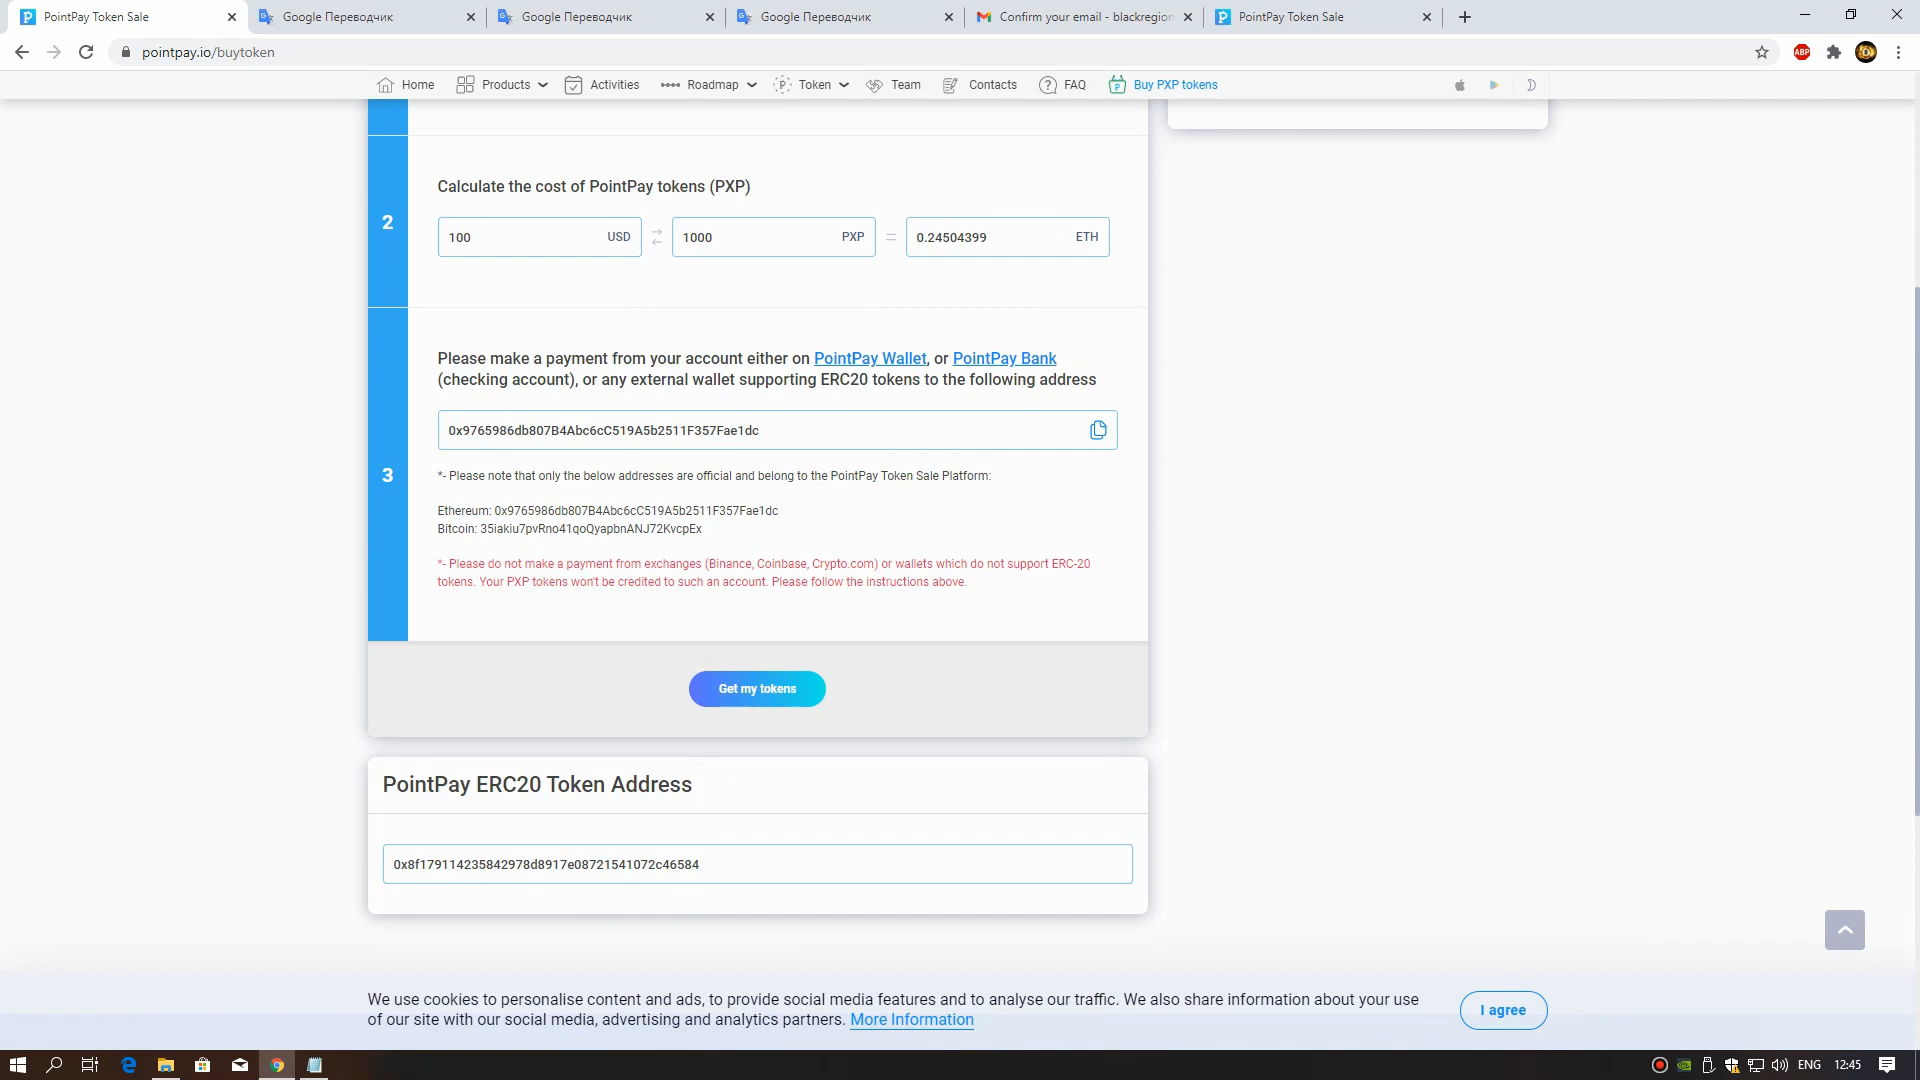 PointPay Token Sale
Google Переводчик
Google Переводчик
Google Переводчик
Confirm your email - blackregion
PointPay Token Sale
pointpay.io/buytoken
ABP
Home
Products
Activities
Roadmap
Token
Team
Contacts
FAQ
Buy PXP tokens
2
Calculate the cost of PointPay tokens (PXP)
100 USD
1000 PXP
=
0.24504399 ETH
3
Please make a payment from your account either on PointPay Wallet, or PointPay Bank
(checking account), or any external wallet supporting ERC20 tokens to the following address
0x9765986db807B4Abc6cC519A5b2511F357Fae1dc
*- Please note that only the below addresses are official and belong to the PointPay Token Sale Platform:
Ethereum: 0x9765986db807B4Abc6cC519A5b2511F357Fae1dc
Bitcoin: 35iakiu7pvRno41qoQyapbnANJ72KvcpEx
*- Please do not make a payment from exchanges (Binance, Coinbase, Crypto.com) or wallets which do not support ERC-20
tokens. Your PXP tokens won't be credited to such an account. Please follow the instructions above.
Get my tokens
PointPay ERC20 Token Address
0x8f179114235842978d8917e08721541072c46584
We use cookies to personalise content and ads, to provide social media features and to analyse our traffic. We also share information about your use
of our site with our social media, advertising and analytics partners. More Information
I agree
ENG
12:45